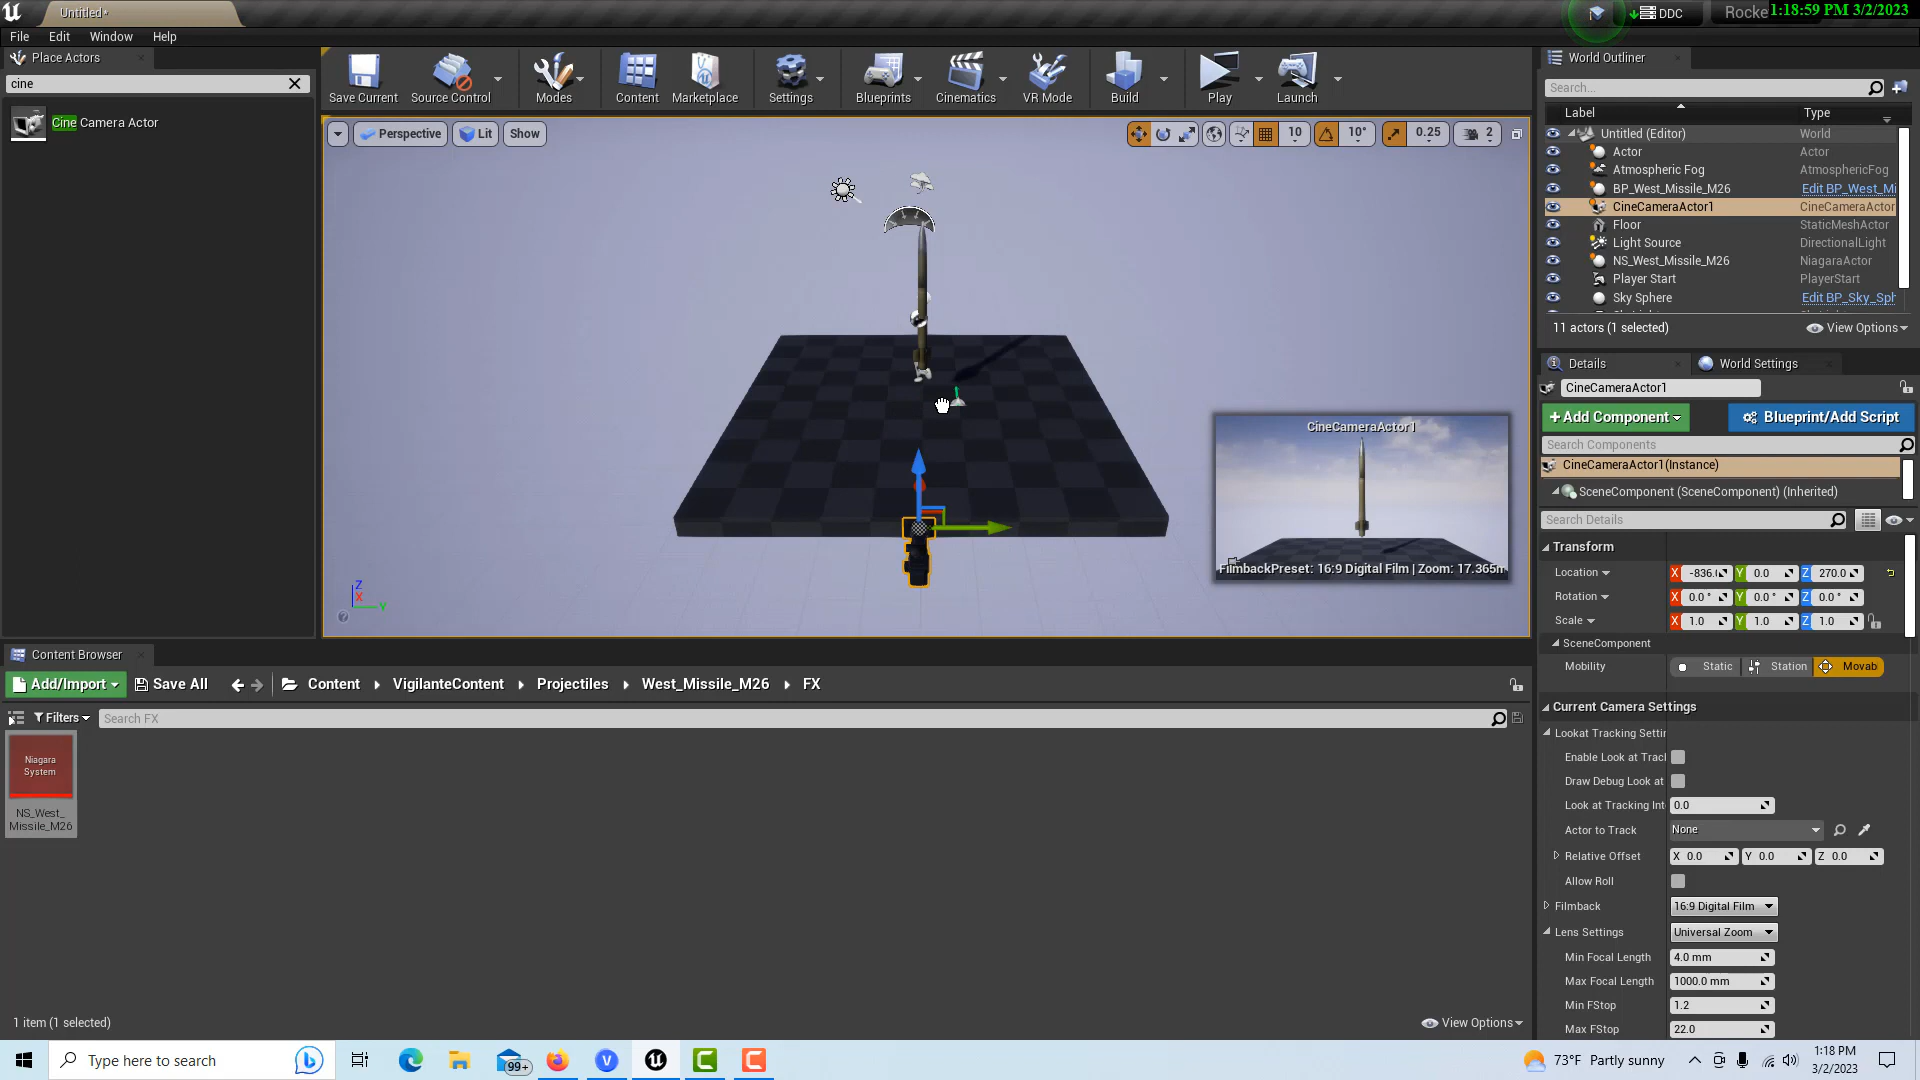 Untitled*
DDC
Rocke
1:18:59 PM 3/2/2023
File
Edit
Window
Help
Place Actors
cine
Cine Camera Actor
Save Current
Source Control
Modes
Content
Marketplace
Settings
Blueprints
Cinematics
VR Mode
Build
Play
Launch
Perspective
Lit
Show
10
10°
0.25
2
CineCameraActor1
FilmbackPreset: 16:9 Digital Film | Zoom: 17.365m
Z
X
Y
World Outliner
Search...
Label
Type
Untitled (Editor)
World
Actor
Actor
Atmospheric Fog
AtmosphericFog
BP_West_Missile_M26
Edit BP_West_Mi
CineCameraActor1
CineCameraActor
Floor
StaticMeshActor
Light Source
DirectionalLight
NS_West_Missile_M26
NiagaraActor
Player Start
PlayerStart
Sky Sphere
Edit BP_Sky_Sph
11 actors (1 selected)
View Options
Details
World Settings
CineCameraActor1
+Add Component
Blueprint/Add Script
Search Components
CineCameraActor1(Instance)
SceneComponent (SceneComponent) (Inherited)
Search Details
Transform
Location
X -836.(
Y 0.0
Z 270.0
Rotation
X 0.0 °
Y 0.0 °
Z 0.0 °
Scale
X 1.0
Y 1.0
Z 1.0
SceneComponent
Mobility
Static
Station
Movab
Current Camera Settings
Lookat Tracking Settin
Enable Look at Tracl
Draw Debug Look at
Look at Tracking Int
0.0
Actor to Track
None
Relative Offset
X 0.0
Y 0.0
Z 0.0
Allow Roll
Filmback
16:9 Digital Film
Lens Settings
Universal Zoom
Min Focal Length
4.0 mm
Max Focal Length
1000.0 mm
Min FStop
1.2
Max FStop
22.0
Content Browser
Add/Import
Save All
Content
VigilanteContent
Projectiles
West_Missile_M26
FX
Filters
Search FX
Niagara
System
NS_West_
Missile_M26
1 item (1 selected)
View Options
Type here to search
99+
73°F Partly sunny
1:18 PM
3/2/2023